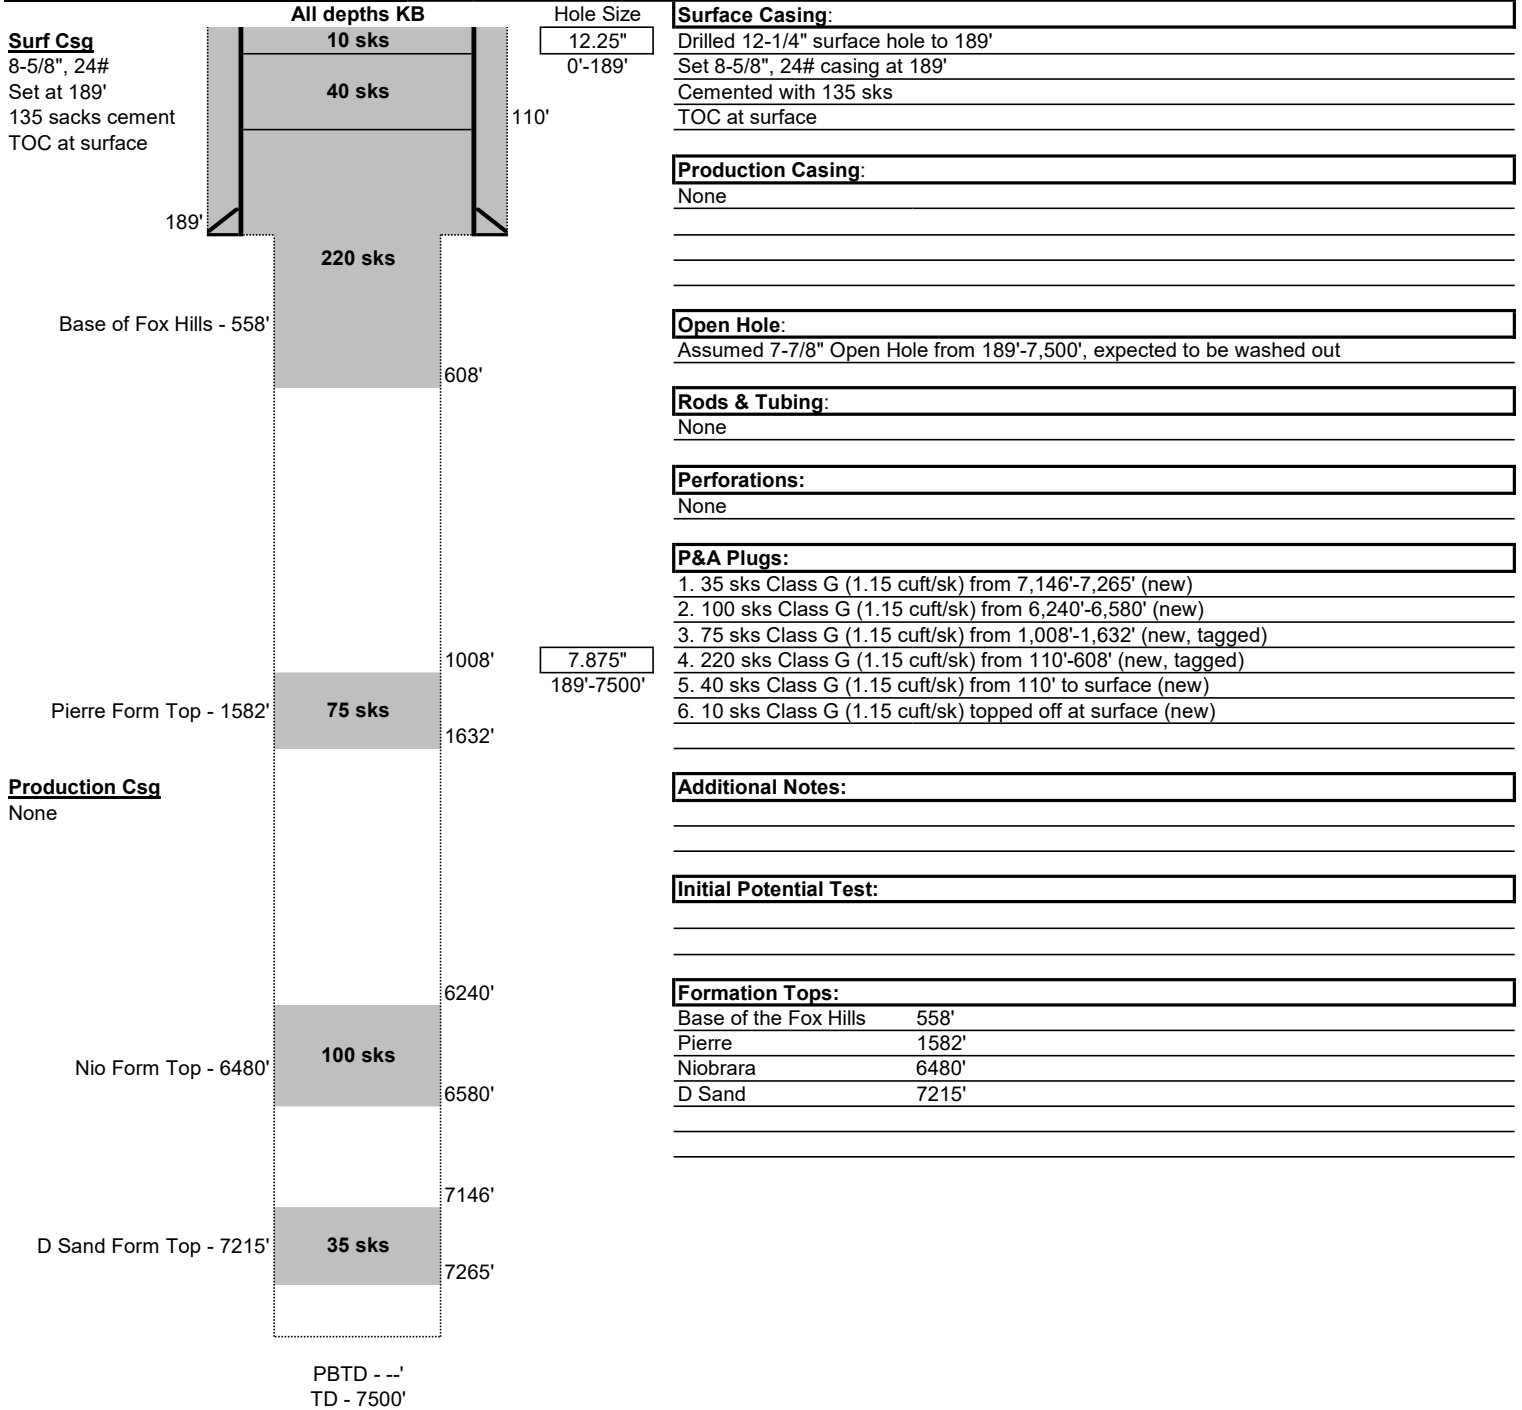 All depths KB
Hole Size
Surf Csg
8-5/8", 24#
Set at 189'
135 sacks cement
TOC at surface
10 sks
40 sks
12.25"
0'-189'
110'
189'
220 sks
Base of Fox Hills - 558'
608'
1008'
7.875"
189'-7500'
Pierre Form Top - 1582'
75 sks
1632'
Production Csg
None
6240'
Nio Form Top - 6480'
100 sks
6580'
7146'
D Sand Form Top - 7215'
35 sks
7265'
PBTD - --'
TD - 7500'
Surface Casing:
Drilled 12-1/4" surface hole to 189'
Set 8-5/8", 24# casing at 189'
Cemented with 135 sks
TOC at surface
Production Casing:
None
Open Hole:
Assumed 7-7/8" Open Hole from 189'-7,500', expected to be washed out
Rods & Tubing:
None
Perforations:
None
P&A Plugs:
1. 35 sks Class G (1.15 cuft/sk) from 7,146'-7,265' (new)
2. 100 sks Class G (1.15 cuft/sk) from 6,240'-6,580' (new)
3. 75 sks Class G (1.15 cuft/sk) from 1,008'-1,632' (new, tagged)
4. 220 sks Class G (1.15 cuft/sk) from 110'-608' (new, tagged)
5. 40 sks Class G (1.15 cuft/sk) from 110' to surface (new)
6. 10 sks Class G (1.15 cuft/sk) topped off at surface (new)
Additional Notes:
Initial Potential Test:
Formation Tops:
Base of the Fox Hills 558'
Pierre 1582'
Niobrara 6480'
D Sand 7215'